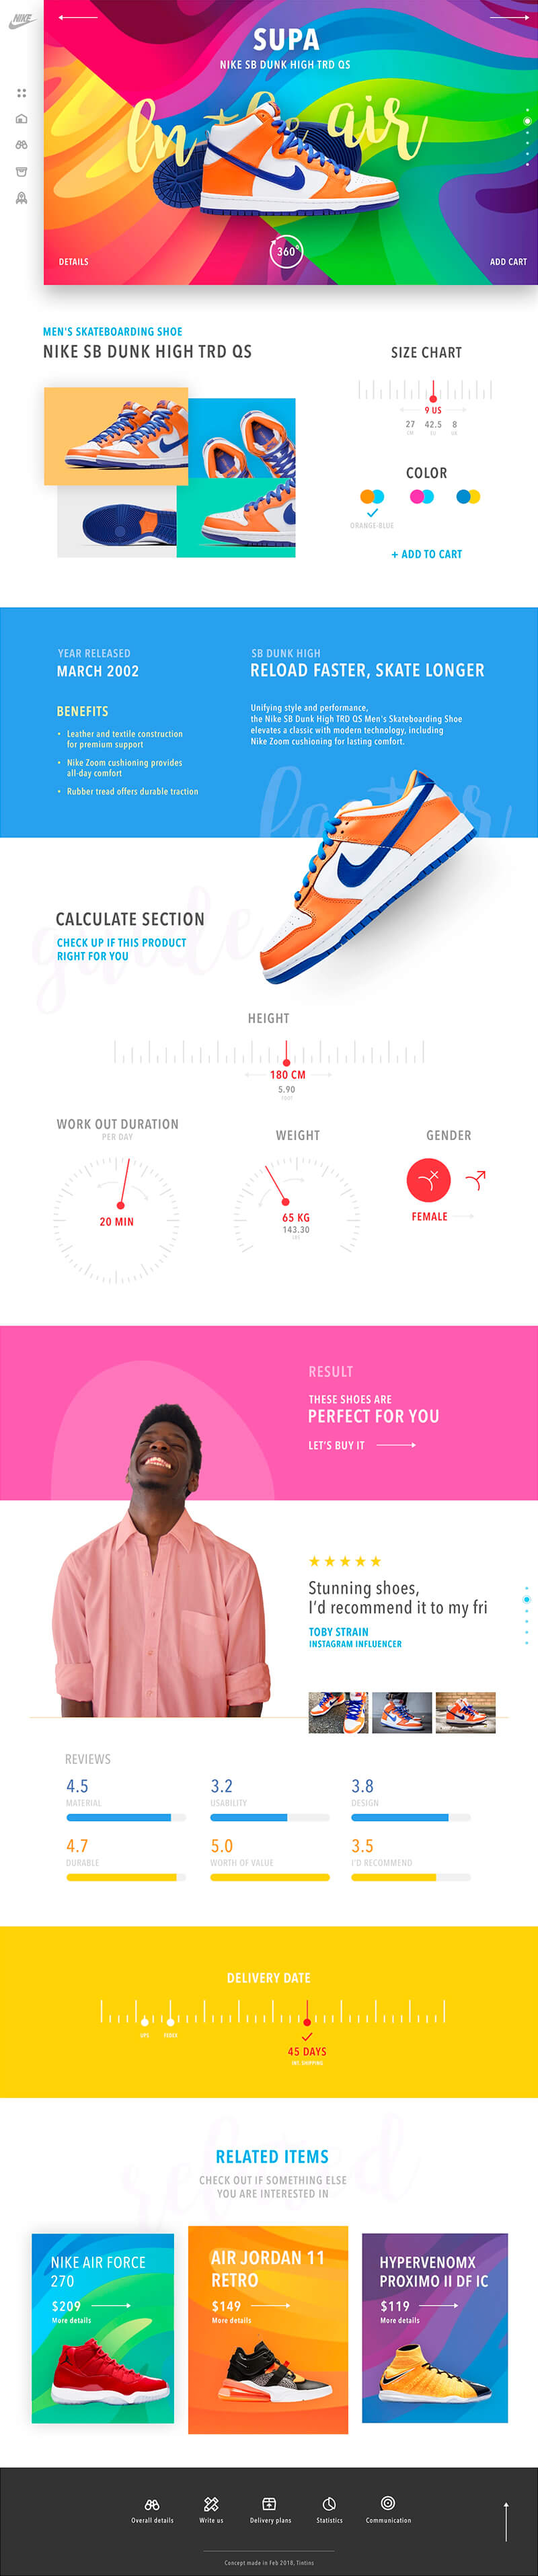 NIKE
SUPA
NIKE SB DUNK HIGH TRD QS
In the air
360°
DETAILS
ADD CART
MEN'S SKATEBOARDING SHOE
NIKE SB DUNK HIGH TRD QS
SIZE CHART
9 US
27 42.5 8
CM EU UK
COLOR
ORANGE-BLUE
+ ADD TO CART
YEAR RELEASED
MARCH 2002
SB DUNK HIGH
RELOAD FASTER, SKATE LONGER
BENEFITS
• Leather and textile construction
for premium support
• Nike Zoom cushioning provides
all-day comfort
• Rubber tread offers durable traction
Unifying style and performance,
the Nike SB Dunk High TRD QS Men's Skateboarding Shoe
elevates a classic with modern technology, including
Nike Zoom cushioning for lasting comfort.
guide
CALCULATE SECTION
CHECK UP IF THIS PRODUCT
RIGHT FOR YOU
HEIGHT
180 CM
5.90
FOOT
WORK OUT DURATION
PER DAY
20 MIN
WEIGHT
65 KG
143.30
LBS
GENDER
FEMALE
RESULT
THESE SHOES ARE
PERFECT FOR YOU
LET'S BUY IT
Stunning shoes,
I'd recommend it to my fri
TOBY STRAIN
INSTAGRAM INFLUENCER
REVIEWS
4.5
MATERIAL
3.2
USABILITY
3.8
DESIGN
4.7
DURABLE
5.0
WORTH OF VALUE
3.5
I'D RECOMMEND
DELIVERY DATE
UPS
FEDEX
45 DAYS
INT. SHIPPING
related
RELATED ITEMS
CHECK OUT IF SOMETHING ELSE
YOU ARE INTERESTED IN
NIKE AIR FORCE
270
$209
More details
AIR JORDAN 11
RETRO
$149
More details
HYPERVENOMX
PROXIMO II DF IC
$119
More details
Overall details
Write us
Delivery plans
Statistics
Communication
Concept made in Feb 2018, Tintins